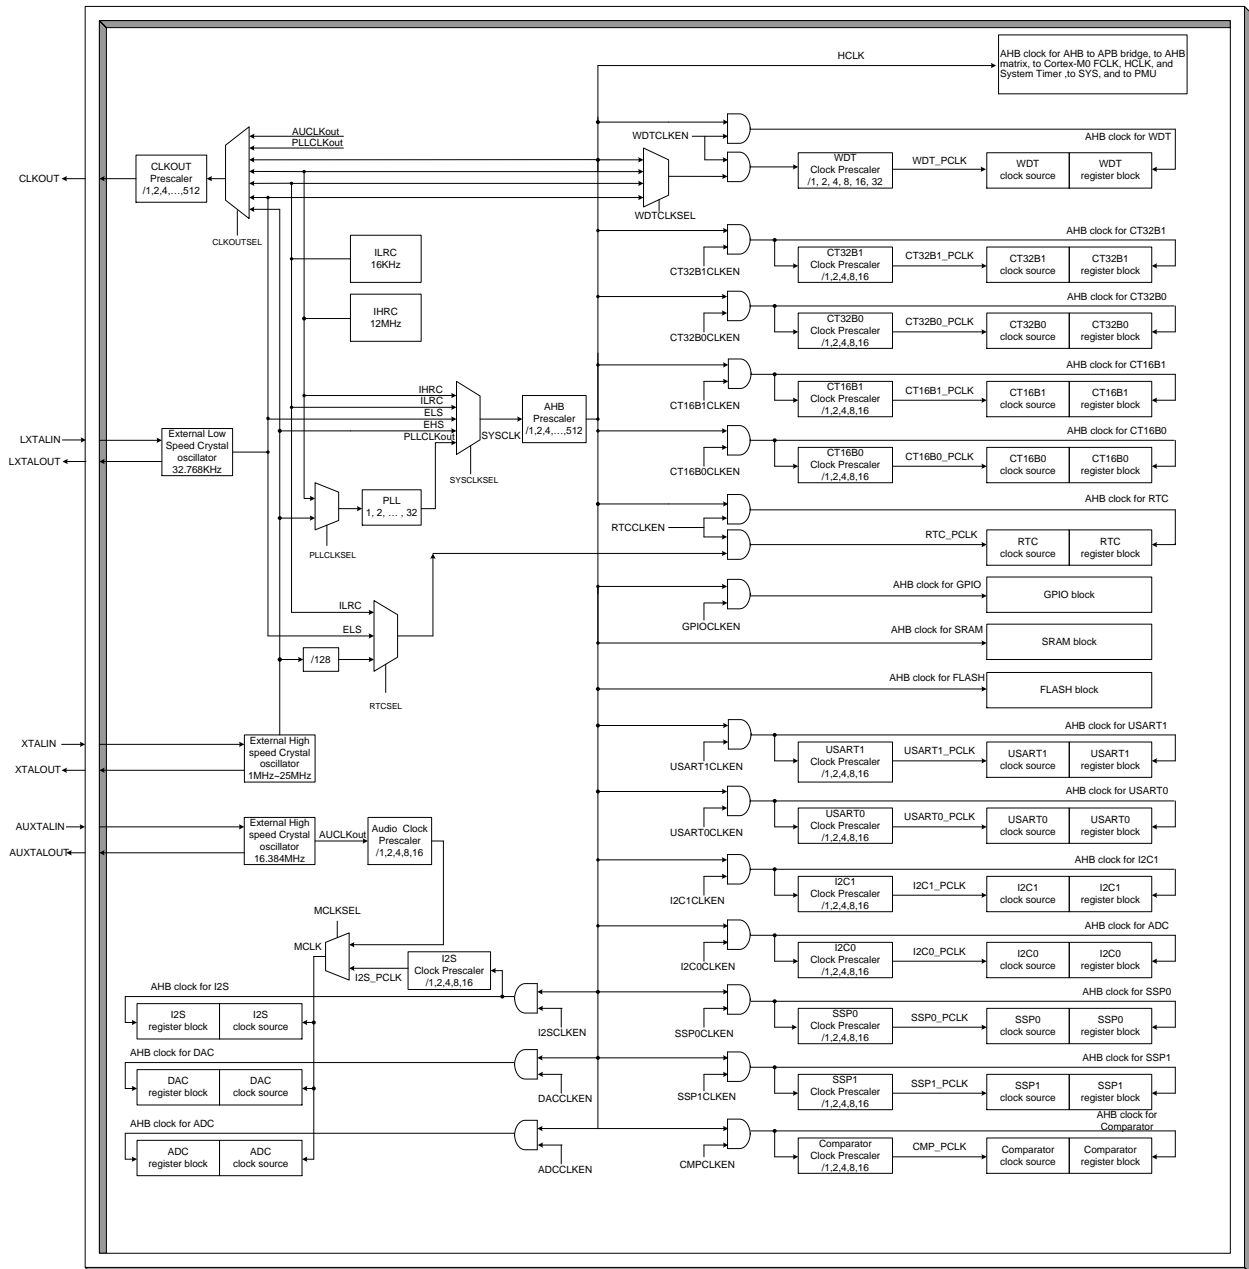 HCLK
AHB clock for AHB to APB bridge, to AHB
matrix, to Cortex-M0 FCLK, HCLK, and
System Timer ,to SYS, and to PMU
AUCLKout
PLLCLKout
CLKOUT
CLKOUT
Prescaler
/1,2,4,…,512
CLKOUTSEL
WDTCLKEN
WDTCLKSEL
AHB clock for WDT
WDT
Clock Prescaler
/1, 2, 4, 8, 16, 32
WDT_PCLK
WDT
clock source
WDT
register block
ILRC
16KHz
IHRC
12MHz
CT32B1CLKEN
AHB clock for CT32B1
CT32B1
Clock Prescaler
/1,2,4,8,16
CT32B1_PCLK
CT32B1
clock source
CT32B1
register block
CT32B0CLKEN
AHB clock for CT32B0
CT32B0
Clock Prescaler
/1,2,4,8,16
CT32B0_PCLK
CT32B0
clock source
CT32B0
register block
CT16B1CLKEN
AHB clock for CT16B1
CT16B1
Clock Prescaler
/1,2,4,8,16
CT16B1_PCLK
CT16B1
clock source
CT16B1
register block
IHRC
ILRC
ELS
EHS
PLLCLKout
SYSCLK
AHB
Prescaler
/1,2,4,…,512
SYSCLKSEL
LXTALIN
LXTALOUT
External Low
Speed Crystal
oscillator
32.768KHz
CT16B0CLKEN
AHB clock for CT16B0
CT16B0
Clock Prescaler
/1,2,4,8,16
CT16B0_PCLK
CT16B0
clock source
CT16B0
register block
PLL
1, 2, … , 32
PLLCLKSEL
RTCCLKEN
AHB clock for RTC
RTC_PCLK
RTC
clock source
RTC
register block
ILRC
ELS
/128
RTCSEL
GPIOCLKEN
AHB clock for GPIO
GPIO block
AHB clock for SRAM
SRAM block
AHB clock for FLASH
FLASH block
XTALIN
XTALOUT
External High
speed Crystal
oscillator
1MHz~25MHz
USART1CLKEN
AHB clock for USART1
USART1
Clock Prescaler
/1,2,4,8,16
USART1_PCLK
USART1
clock source
USART1
register block
AUXTALIN
AUXTALOUT
External High
speed Crystal
oscillator
16.384MHz
AUCLKout
Audio Clock
Prescaler
/1,2,4,8,16
USART0CLKEN
AHB clock for USART0
USART0
Clock Prescaler
/1,2,4,8,16
USART0_PCLK
USART0
clock source
USART0
register block
I2C1CLKEN
AHB clock for I2C1
I2C1
Clock Prescaler
/1,2,4,8,16
I2C1_PCLK
I2C1
clock source
I2C1
register block
MCLKSEL
MCLK
I2S_PCLK
I2S
Clock Prescaler
/1,2,4,8,16
I2C0CLKEN
AHB clock for ADC
I2C0
Clock Prescaler
/1,2,4,8,16
I2C0_PCLK
I2C0
clock source
I2C0
register block
AHB clock for I2S
I2S
register block
I2S
clock source
I2SCLKEN
SSP0CLKEN
AHB clock for SSP0
SSP0
Clock Prescaler
/1,2,4,8,16
SSP0_PCLK
SSP0
clock source
SSP0
register block
AHB clock for DAC
DAC
register block
DAC
clock source
DACCLKEN
SSP1CLKEN
AHB clock for SSP1
SSP1
Clock Prescaler
/1,2,4,8,16
SSP1_PCLK
SSP1
clock source
SSP1
register block
AHB clock for ADC
ADC
register block
ADC
clock source
ADCCLKEN
CMPCLKEN
AHB clock for
Comparator
Comparator
Clock Prescaler
/1,2,4,8,16
CMP_PCLK
Comparator
clock source
Comparator
register block